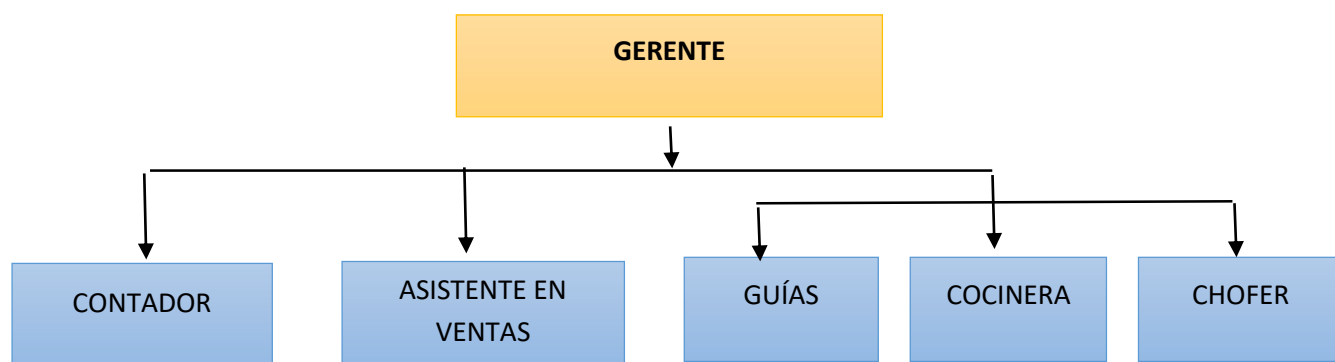 GERENTE
CONTADOR
ASISTENTE EN
VENTAS
GUÍAS
COCINERA
CHOFER